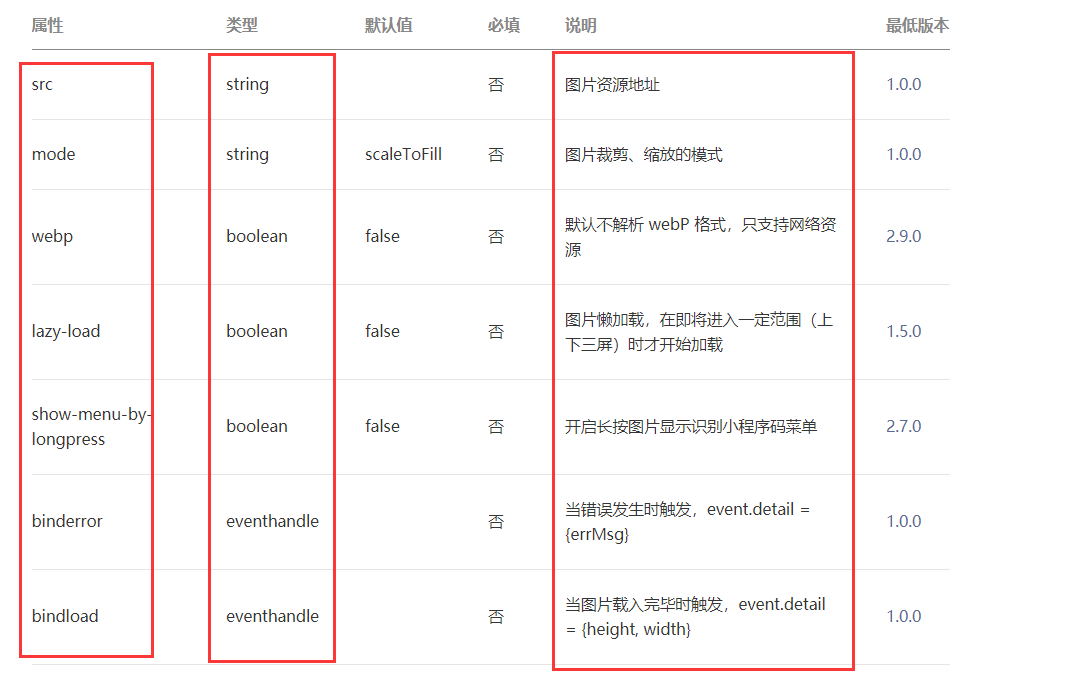 属性 类型 默认值 必填 说明 最低版本
src string 否 图片资源地址 1.0.0
mode string scaleToFill 否 图片裁剪、缩放的模式 1.0.0
webp boolean false 否 默认不解析 webP 格式，只支持网络资
源 2.9.0
lazy-load boolean false 否 图片懒加载，在即将进入一定范围（上
下三屏）时才开始加载 1.5.0
show-menu-by-
longpress boolean false 否 开启长按图片显示识别小程序码菜单 2.7.0
binderror eventhandle 否 当错误发生时触发，event.detail =
{errMsg} 1.0.0
bindload eventhandle 否 当图片载入完毕时触发，event.detail
= {height, width} 1.0.0